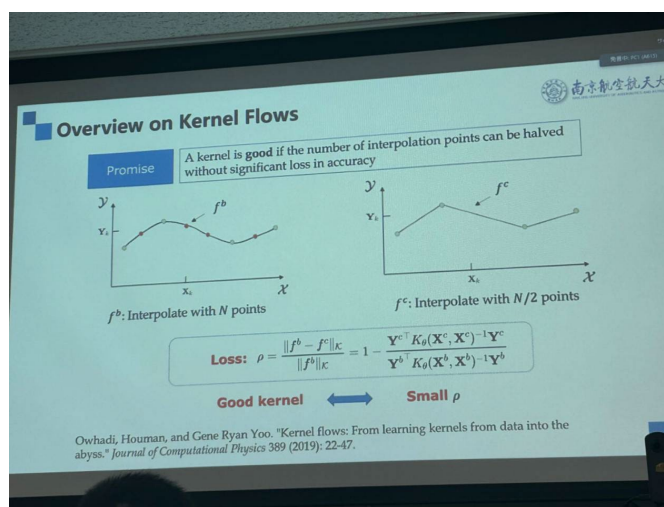 南京航空航天大
Overview on Kernel Flows
Promise
A kernel is good if the number of interpolation points can be halved
without significant loss in accuracy
𝒴
f^b
Y_k
X_k
𝒳
f^b: Interpolate with N points
𝒴
f^c
Y_k
X_k
𝒳
f^c: Interpolate with N/2 points
Loss: ρ = ‖f^b − f^c‖_K / ‖f^b‖_K = 1 − Y^c⊤ K_θ(X^c, X^c)^−1 Y^c / Y^b⊤ K_θ(X^b, X^b)^−1 Y^b
Good kernel Small ρ
Owhadi, Houman, and Gene Ryan Yoo. "Kernel flows: From learning kernels from data into the
abyss." Journal of Computational Physics 389 (2019): 22-47.